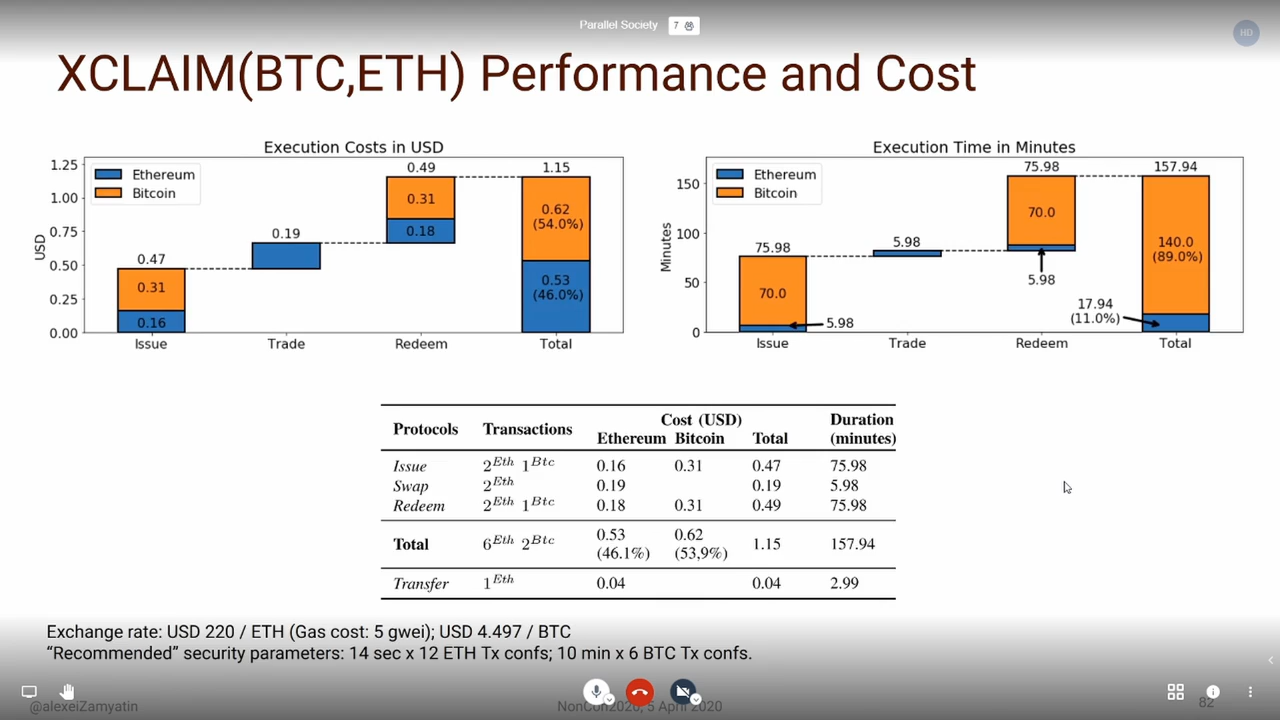 Parallel Society 7
HD
XCLAIM(BTC,ETH) Performance and Cost
Execution Costs in USD
Ethereum
Bitcoin
USD
1.25
1.00
0.75
0.50
0.25
0.00
0.47
0.31
0.16
0.19
0.49
0.31
0.18
1.15
0.62
(54.0%)
0.53
(46.0%)
Issue Trade Redeem Total
Execution Time in Minutes
Ethereum
Bitcoin
Minutes
150
100
50
0
75.98
70.0
5.98
5.98
75.98
70.0
5.98
157.94
140.0
(89.0%)
17.94
(11.0%)
Issue Trade Redeem Total
Cost (USD) Duration
Protocols Transactions
Ethereum Bitcoin Total (minutes)
Issue 2^Eth 1^Btc 0.16 0.31 0.47 75.98
Swap 2^Eth 0.19 0.19 5.98
Redeem 2^Eth 1^Btc 0.18 0.31 0.49 75.98
0.53 0.62
Total 6^Eth 2^Btc 1.15 157.94
(46.1%) (53,9%)
Transfer 1^Eth 0.04 0.04 2.99
Exchange rate: USD 220 / ETH (Gas cost: 5 gwei); USD 4.497 / BTC
“Recommended” security parameters: 14 sec x 12 ETH Tx confs; 10 min x 6 BTC Tx confs.
@alexeiZamyatin NonCon2020, 5 April 2020 82